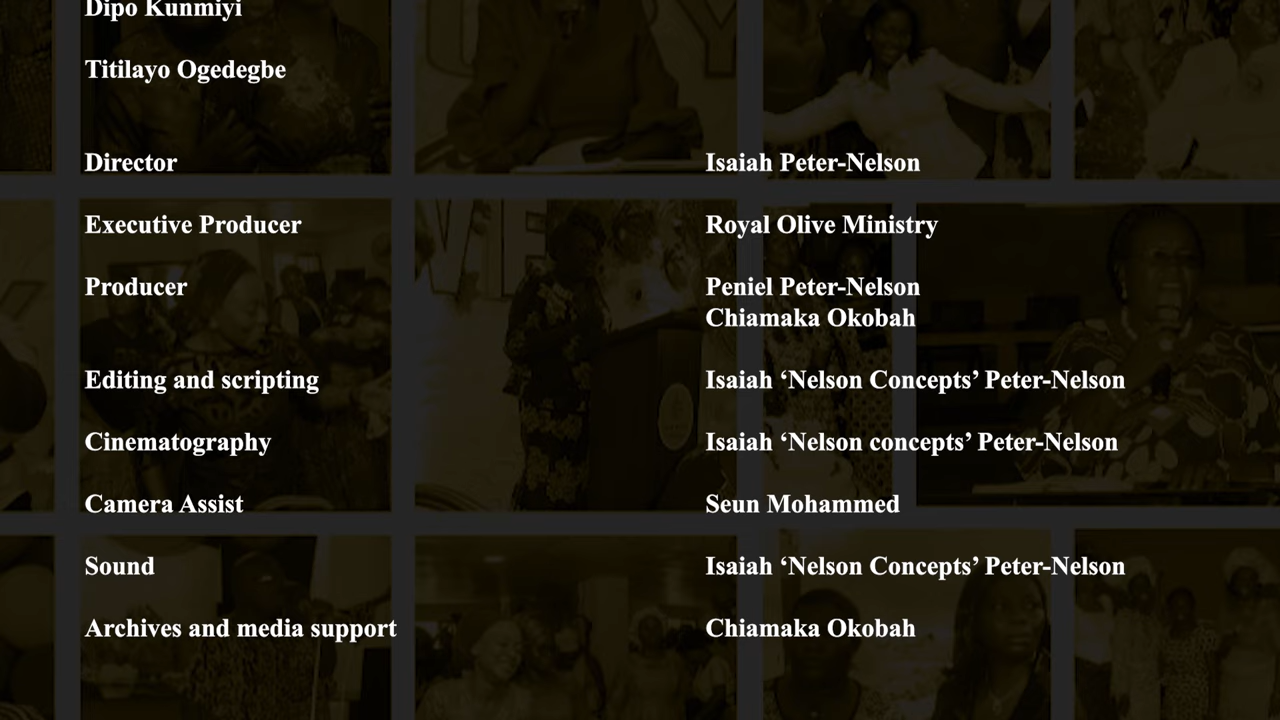 Dipo Kunmiyi
Titilayo Ogedegbe
Director Isaiah Peter-Nelson
Executive Producer Royal Olive Ministry
Producer Peniel Peter-Nelson
Chiamaka Okobah
Editing and scripting Isaiah ‘Nelson Concepts’ Peter-Nelson
Cinematography Isaiah ‘Nelson concepts’ Peter-Nelson
Camera Assist Seun Mohammed
Sound Isaiah ‘Nelson Concepts’ Peter-Nelson
Archives and media support Chiamaka Okobah